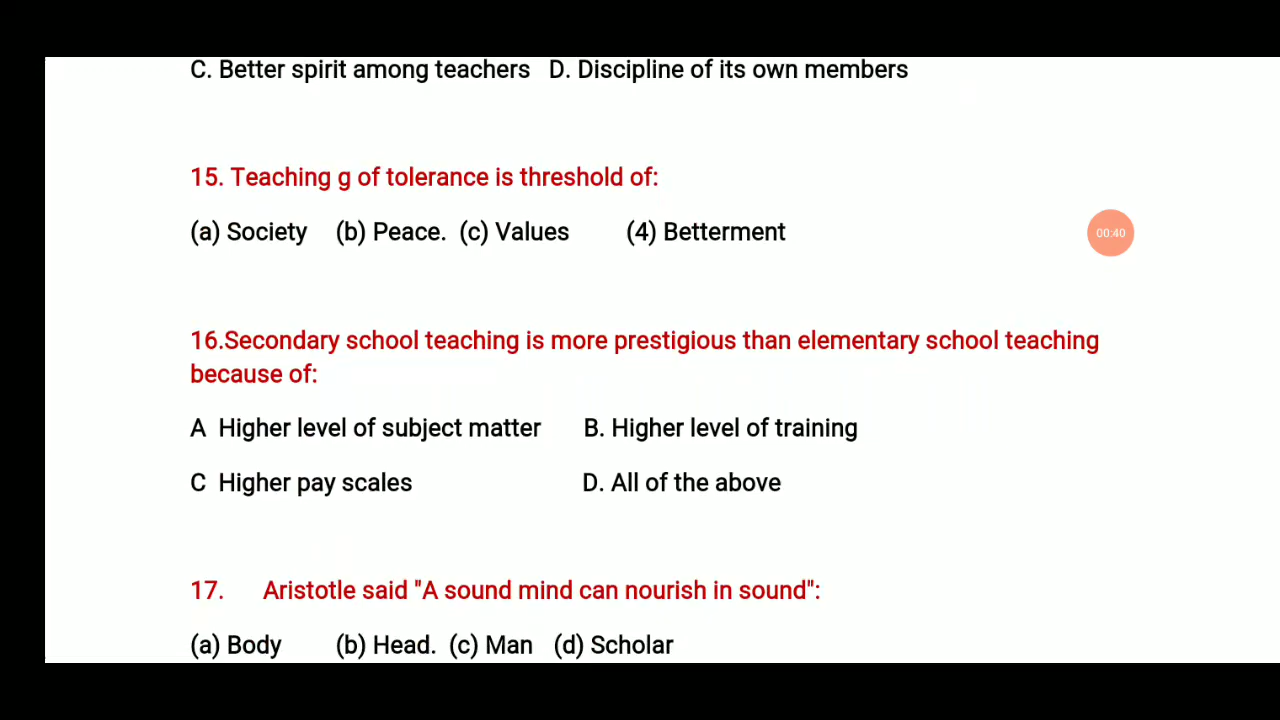 C. Better spirit among teachers D. Discipline of its own members
15. Teaching g of tolerance is threshold of:
(a) Society (b) Peace. (c) Values (4) Betterment
00:40
16.Secondary school teaching is more prestigious than elementary school teaching
because of:
A Higher level of subject matter B. Higher level of training
C Higher pay scales D. All of the above
17. Aristotle said "A sound mind can nourish in sound":
(a) Body (b) Head. (c) Man (d) Scholar